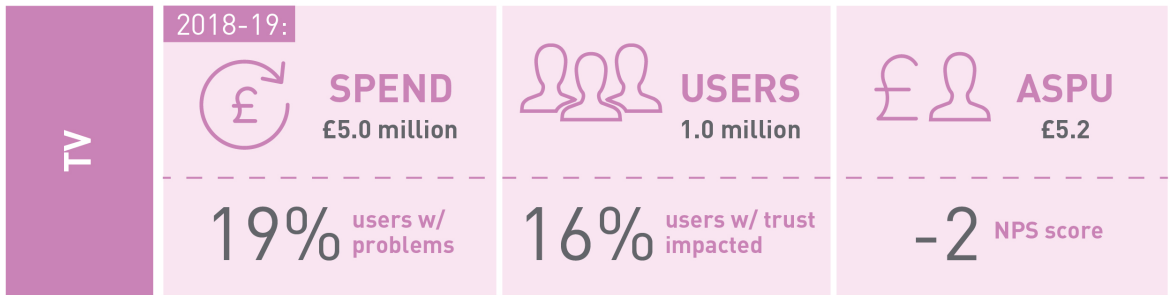 TV
2018-19:
SPEND
£5.0 million
USERS
1.0 million
ASPU
£5.2
19% users w/
problems
16% users w/ trust
impacted
-2 NPS score